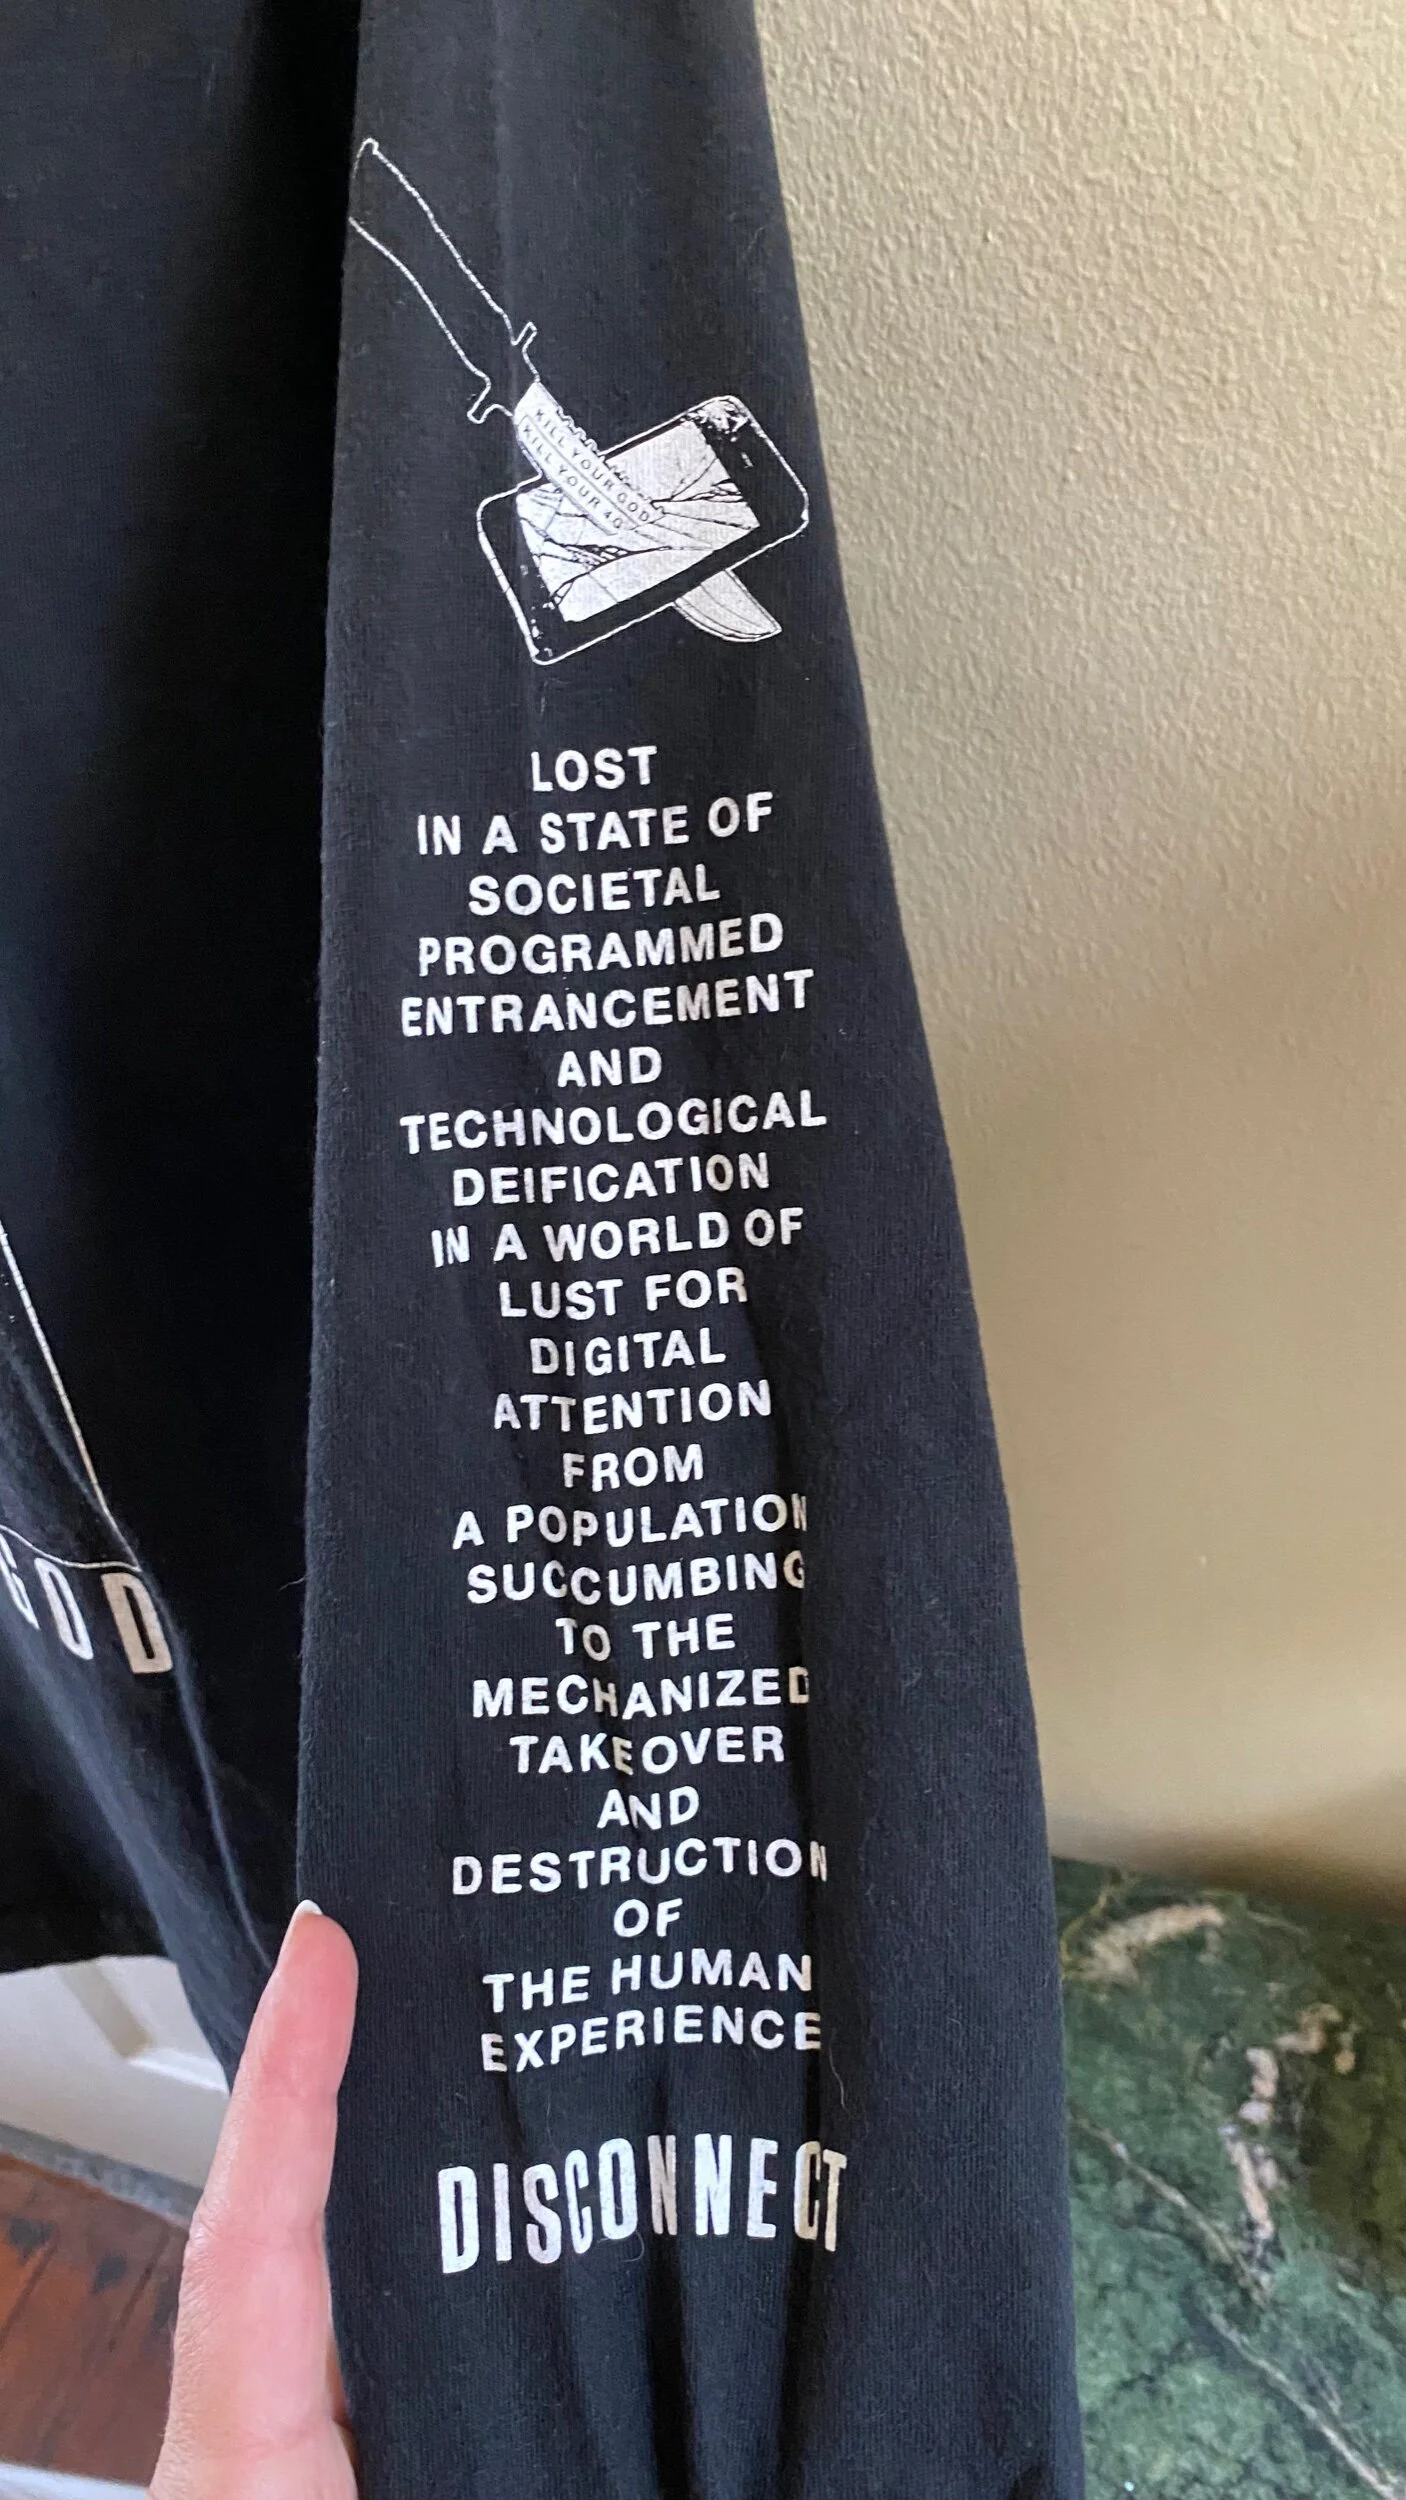 KILL YOUR GOD
KILL YOUR 4G
LOST
IN A STATE OF
SOCIETAL
PROGRAMMED
ENTRANCEMENT
AND
TECHNOLOGICAL
DEIFICATION
IN A WORLD OF
LUST FOR
DIGITAL
ATTENTION
FROM
A POPULATION
SUCCUMBING
TO THE
MECHANIZED
TAKEOVER
AND
DESTRUCTION
OF
THE HUMAN
EXPERIENCE
DISCONNECT
GOD